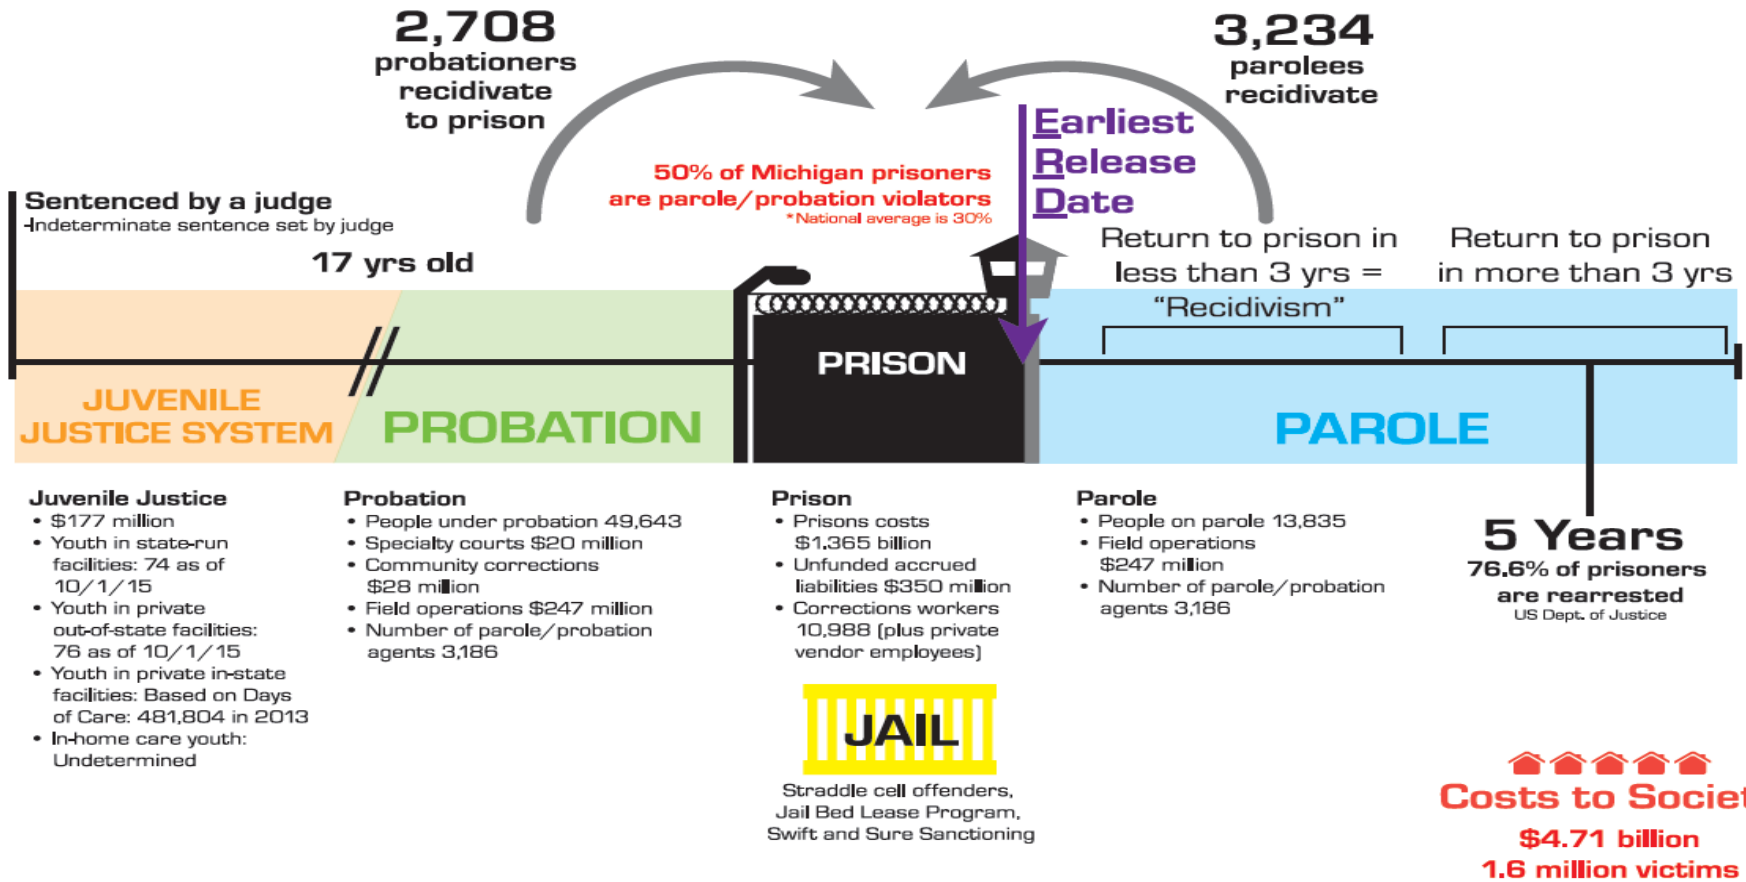 2,708
probationers
recidivate
to prison
3,234
parolees
recidivate
Earliest
Release
Date
50% of Michigan prisoners
are parole/probation violators
*National average is 30%
Sentenced by a judge
-Indeterminate sentence set by judge
17 yrs old
Return to prison in
less than 3 yrs =
"Recidivism"
Return to prison
in more than 3 yrs
JUVENILE
JUSTICE SYSTEM
PROBATION
PRISON
PAROLE
Juvenile Justice
• $177 million
• Youth in state-run
facilities: 74 as of
10/1/15
• Youth in private
out-of-state facilities:
76 as of 10/1/15
• Youth in private in-state
facilities: Based on Days
of Care: 481,804 in 2013
• In-home care youth:
Undetermined
Probation
• People under probation 49,643
• Specialty courts $20 million
• Community corrections
$28 million
• Field operations $247 million
• Number of parole/probation
agents 3,186
Prison
• Prisons costs
$1.365 billion
• Unfunded accrued
liabilities $350 million
• Corrections workers
10,988 (plus private
vendor employees)
JAIL
Straddle cell offenders,
Jail Bed Lease Program,
Swift and Sure Sanctioning
Parole
• People on parole 13,835
• Field operations
$247 million
• Number of parole/probation
agents 3,186
5 Years
76.6% of prisoners
are rearrested
US Dept. of Justice
Costs to Societ
$4.71 billion
1.6 million victims